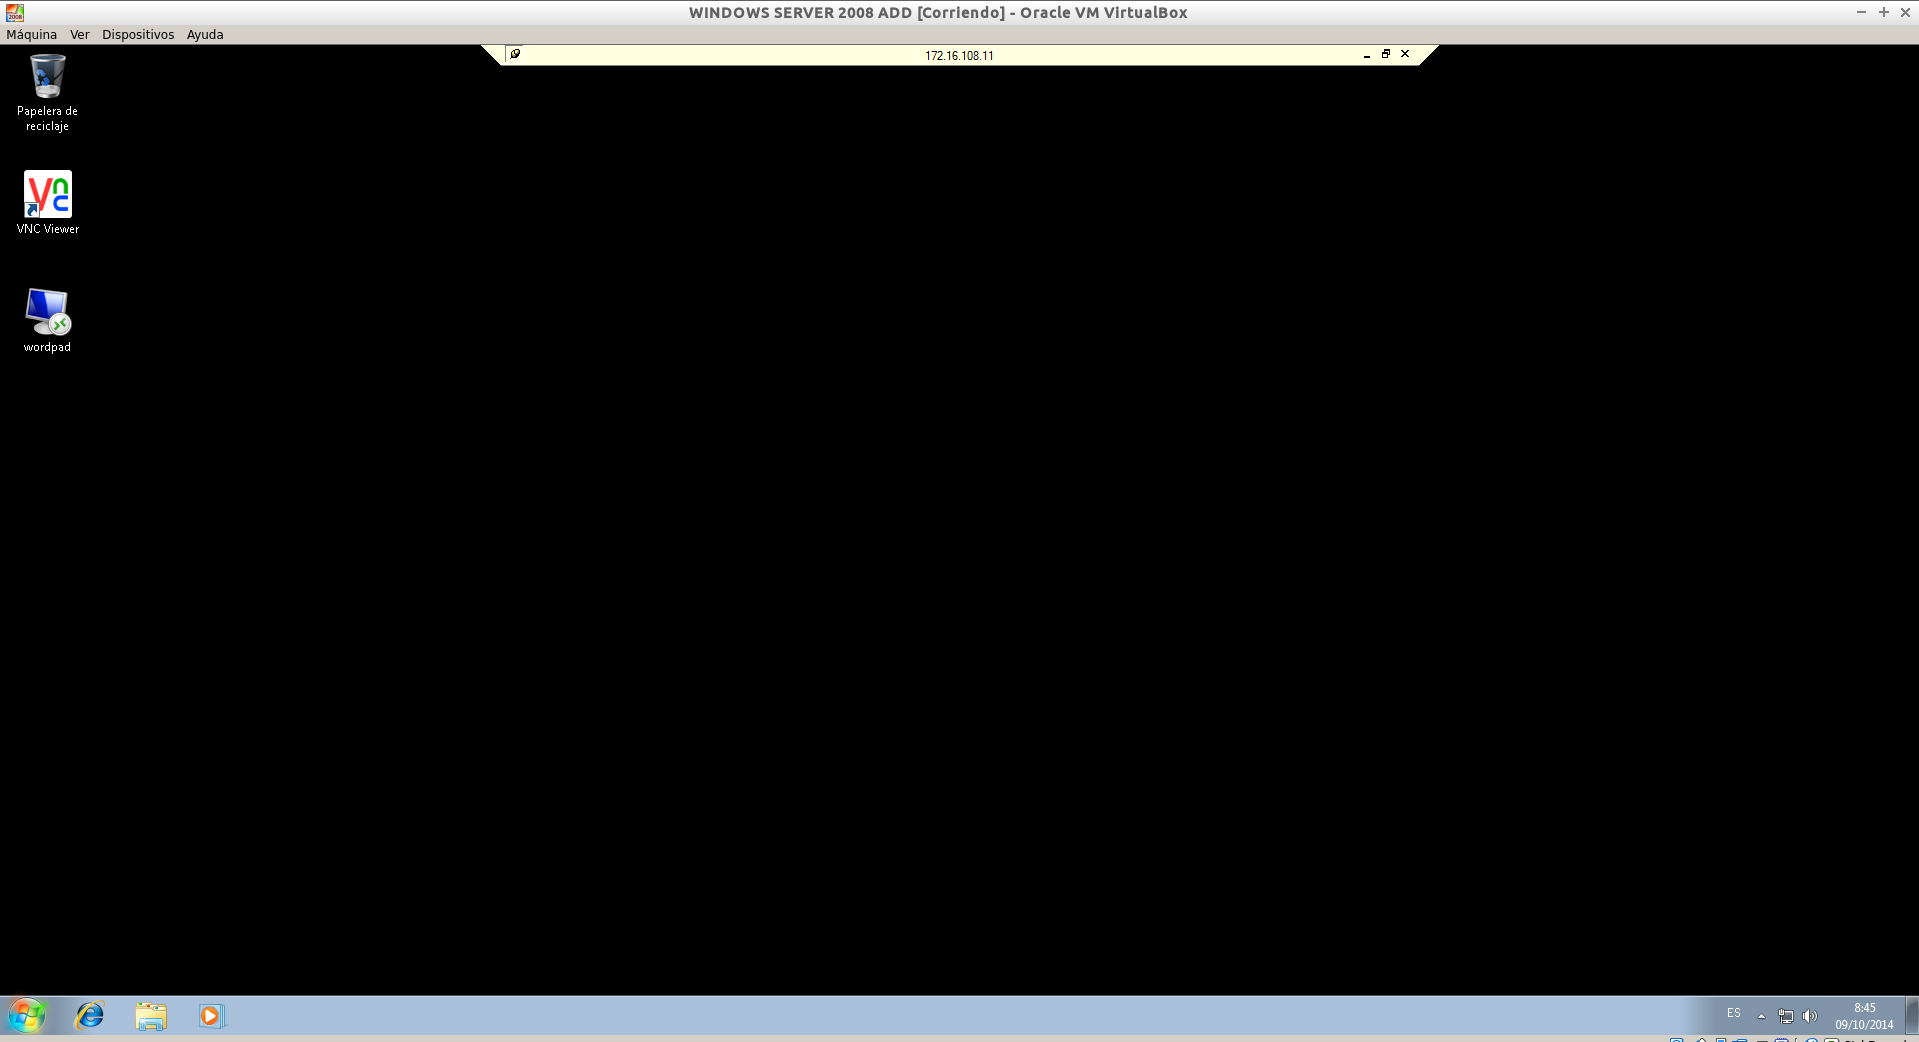 WINDOWS SERVER 2008 ADD [Corriendo] - Oracle VM VirtualBox
Máquina Ver Dispositivos Ayuda
172.16.108.11
Papelera de
reciclaje
VNC Viewer
wordpad
ES
8:45
09/10/2014